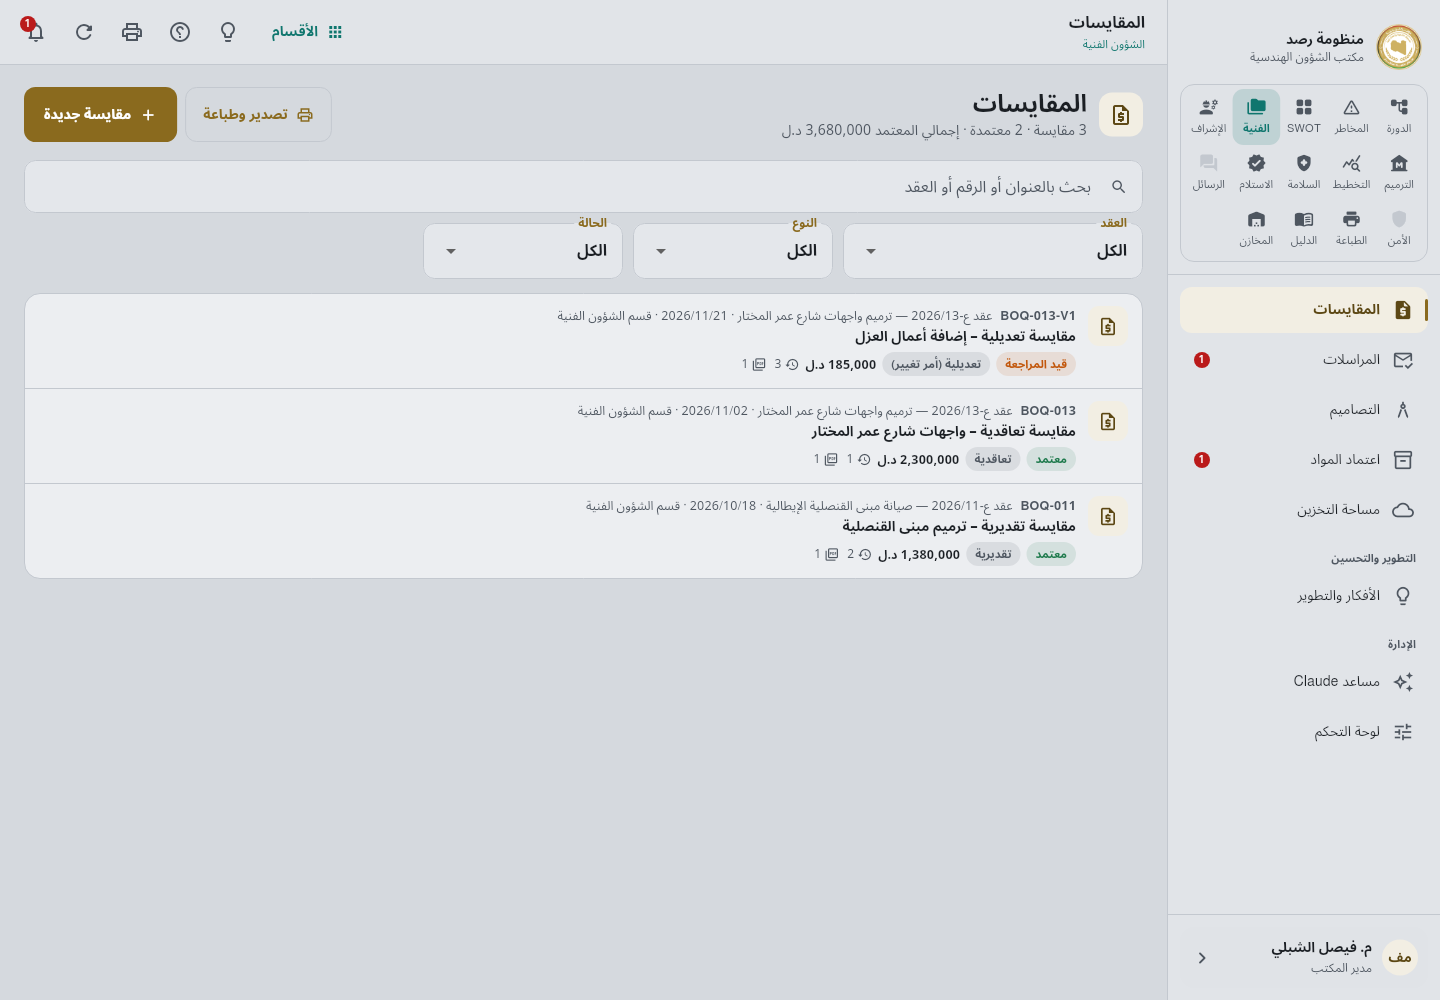 منظومة رصد
مكتب الشؤون الهندسية
الدورة
المخاطر
SWOT
الفنية
الإشراف
الترميم
التخطيط
السلامة
الاستلام
الرسائل
الأمن
الطباعة
الدليل
المخازن
المقايسات
المراسلات
1
التصاميم
اعتماد المواد
1
مساحة التخزين
التطوير والتحسين
الأفكار والتطوير
الإدارة
مساعد Claude
لوحة التحكم
مف
م. فيصل الشبلي
مدير المكتب
المقايسات
الشؤون الفنية
الأقسام
1
المقايسات
3 مقايسة · 2 معتمدة · إجمالي المعتمد 3,680,000 د.ل
تصدير وطباعة
مقايسة جديدة
بحث بالعنوان أو الرقم أو العقد
العقد
الكل
النوع
الكل
الحالة
الكل
BOQ-013-V1 عقد ع-2026/13 — ترميم واجهات شارع عمر المختار · 2026/11/21 · قسم الشؤون الفنية
مقايسة تعديلية – إضافة أعمال العزل
قيد المراجعة تعديلية (أمر تغيير) 185,000 د.ل 3 1
BOQ-013 عقد ع-2026/13 — ترميم واجهات شارع عمر المختار · 2026/11/02 · قسم الشؤون الفنية
مقايسة تعاقدية – واجهات شارع عمر المختار
معتمد تعاقدية 2,300,000 د.ل 1 1
BOQ-011 عقد ع-2026/11 — صيانة مبنى القنصلية الإيطالية · 2026/10/18 · قسم الشؤون الفنية
مقايسة تقديرية – ترميم مبنى القنصلية
معتمد تقديرية 1,380,000 د.ل 2 1